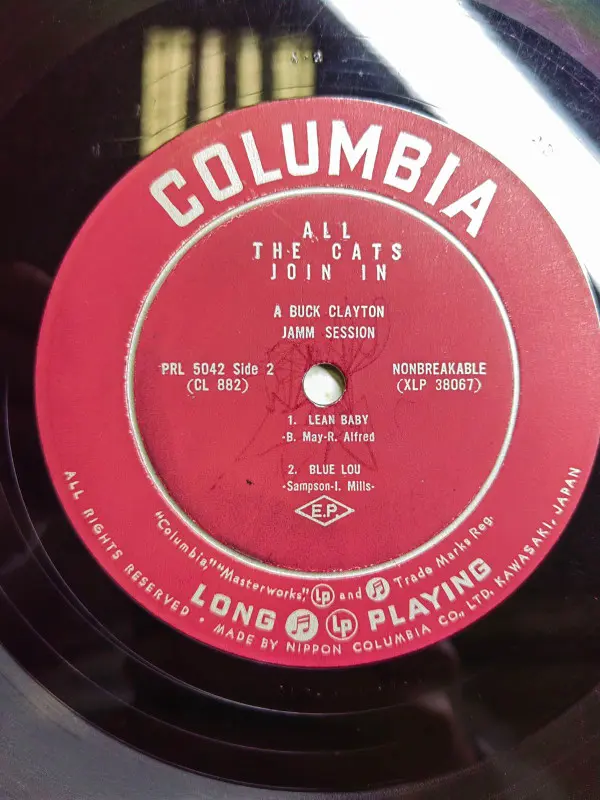 COLUMBIA
ALL
THE CATS
JOIN IN
A BUCK CLAYTON
JAMM SESSION
PRL 5042 Side 2
(CL 882)
NONBREAKABLE
(XLP 38067)
1. LEAN BABY
-B. May-R. Alfred
2. BLUE LOU
-Sampson-I. Mills-
E.P
"Columbia," "Masterworks," LP and Trade Marks Reg.
LONG LP PLAYING
ALL RIGHTS RESERVED • MADE BY NIPPON COLUMBIA CO., LTD. KAWASAKI, JAPAN